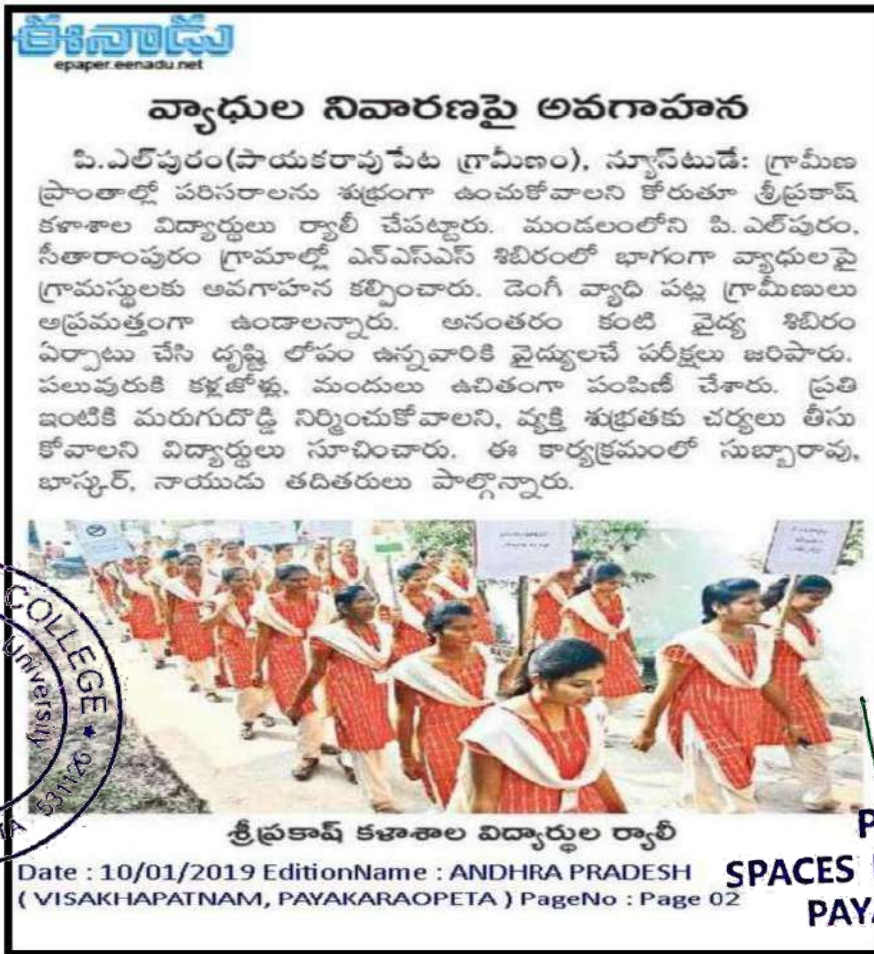 ఈనాడు
epaper.eenadu.net
వ్యాధుల నివారణపై అవగాహన
పి.ఎల్‌పురం(పాయకరావుపేట గ్రామీణం), న్యూస్‌టుడే: గ్రామీణ
ప్రాంతాల్లో పరిసరాలను శుభ్రంగా ఉంచుకోవాలని కోరుతూ శ్రీప్రకాష్
కళాశాల విద్యార్థులు ర్యాలీ చేపట్టారు. మండలంలోని పి.ఎల్‌పురం,
సీతారాంపురం గ్రామాల్లో ఎన్ఎస్ఎస్ శిబిరంలో భాగంగా వ్యాధులపై
గ్రామస్థులకు అవగాహన కల్పించారు. డెంగీ వ్యాధి పట్ల గ్రామీణులు
అప్రమత్తంగా ఉండాలన్నారు. అనంతరం కంటి వైద్య శిబిరం
ఏర్పాటు చేసి దృష్టి లోపం ఉన్నవారికి వైద్యులచే పరీక్షలు జరిపారు.
పలువురుకి కళ్లజోళ్లు, మందులు ఉచితంగా పంపిణీ చేశారు. ప్రతి
ఇంటికి మరుగుదొడ్డి నిర్మించుకోవాలని, వ్యక్తి శుభ్రతకు చర్యలు తీసు
కోవాలని విద్యార్థులు సూచించారు. ఈ కార్యక్రమంలో సుబ్బారావు,
భాస్కర్, నాయుడు తదితరులు పాల్గొన్నారు.
COLLEGE *
University
531126
TA
శ్రీప్రకాష్ కళాశాల విద్యార్థుల ర్యాలీ
Date : 10/01/2019 EditionName : ANDHRA PRADESH
( VISAKHAPATNAM, PAYAKARAOPETA ) PageNo : Page 02
P
SPACES
PAYA